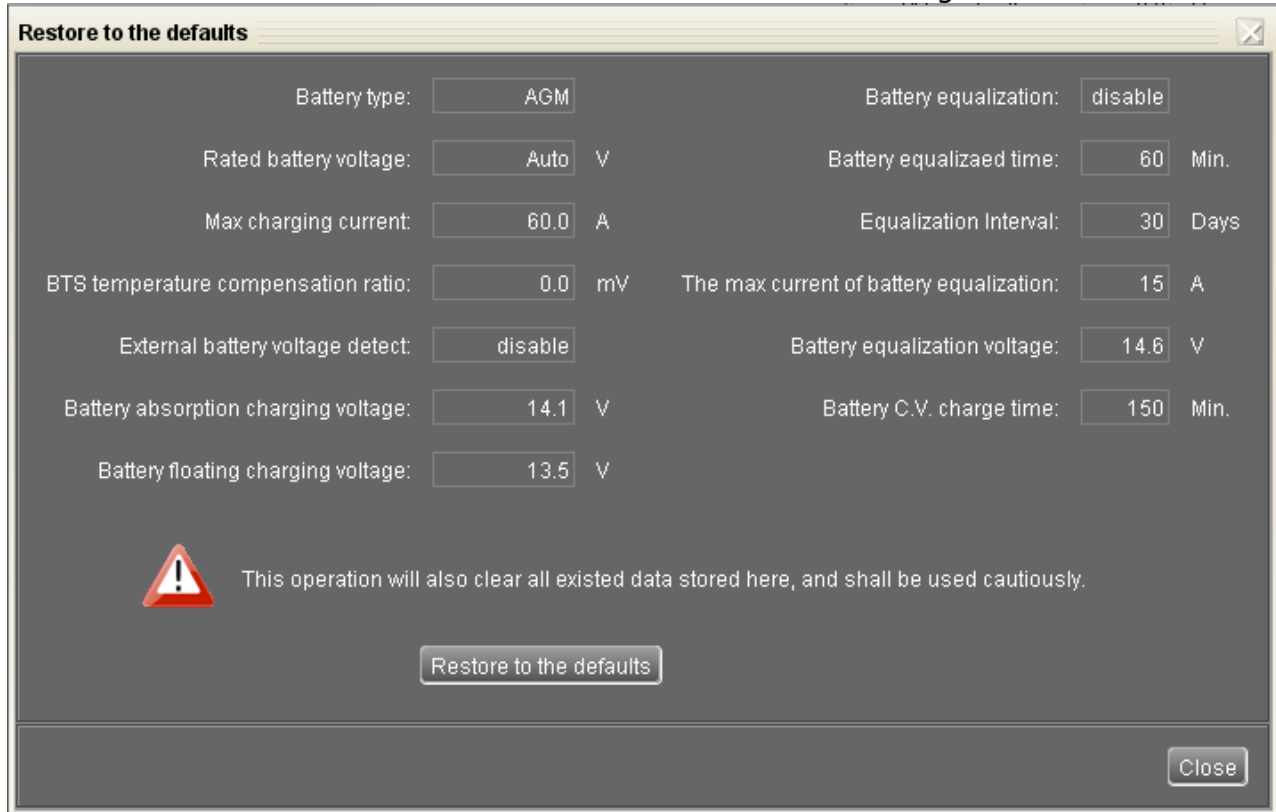 Restore to the defaults
Battery type: AGM Battery equalization: disable
Rated battery voltage: Auto V Battery equalizaed time: 60 Min.
Max charging current: 60.0 A Equalization Interval: 30 Days
BTS temperature compensation ratio: 0.0 mV The max current of battery equalization: 15 A
External battery voltage detect: disable Battery equalization voltage: 14.6 V
Battery absorption charging voltage: 14.1 V Battery C.V. charge time: 150 Min.
Battery floating charging voltage: 13.5 V
This operation will also clear all existed data stored here, and shall be used cautiously.
Restore to the defaults
Close